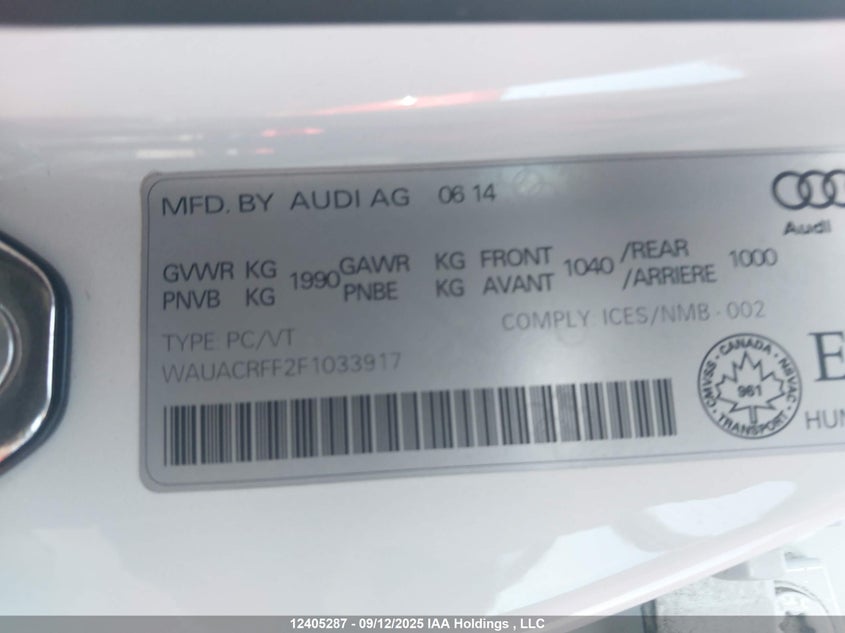 MFD. BY AUDI AG 06 14
Audi
GVWR KG 1990 GAWR KG FRONT 1040 /REAR 1000
PNVB KG PNBE KG AVANT /ARRIERE
COMPLY. ICES/NMB - 002
TYPE: PC/VT
WAUACRFF2F1033917
CANADA
CMVSS NSVAC
961
TRANSPORT
12405287 - 09/12/2025 IAA Holdings , LLC